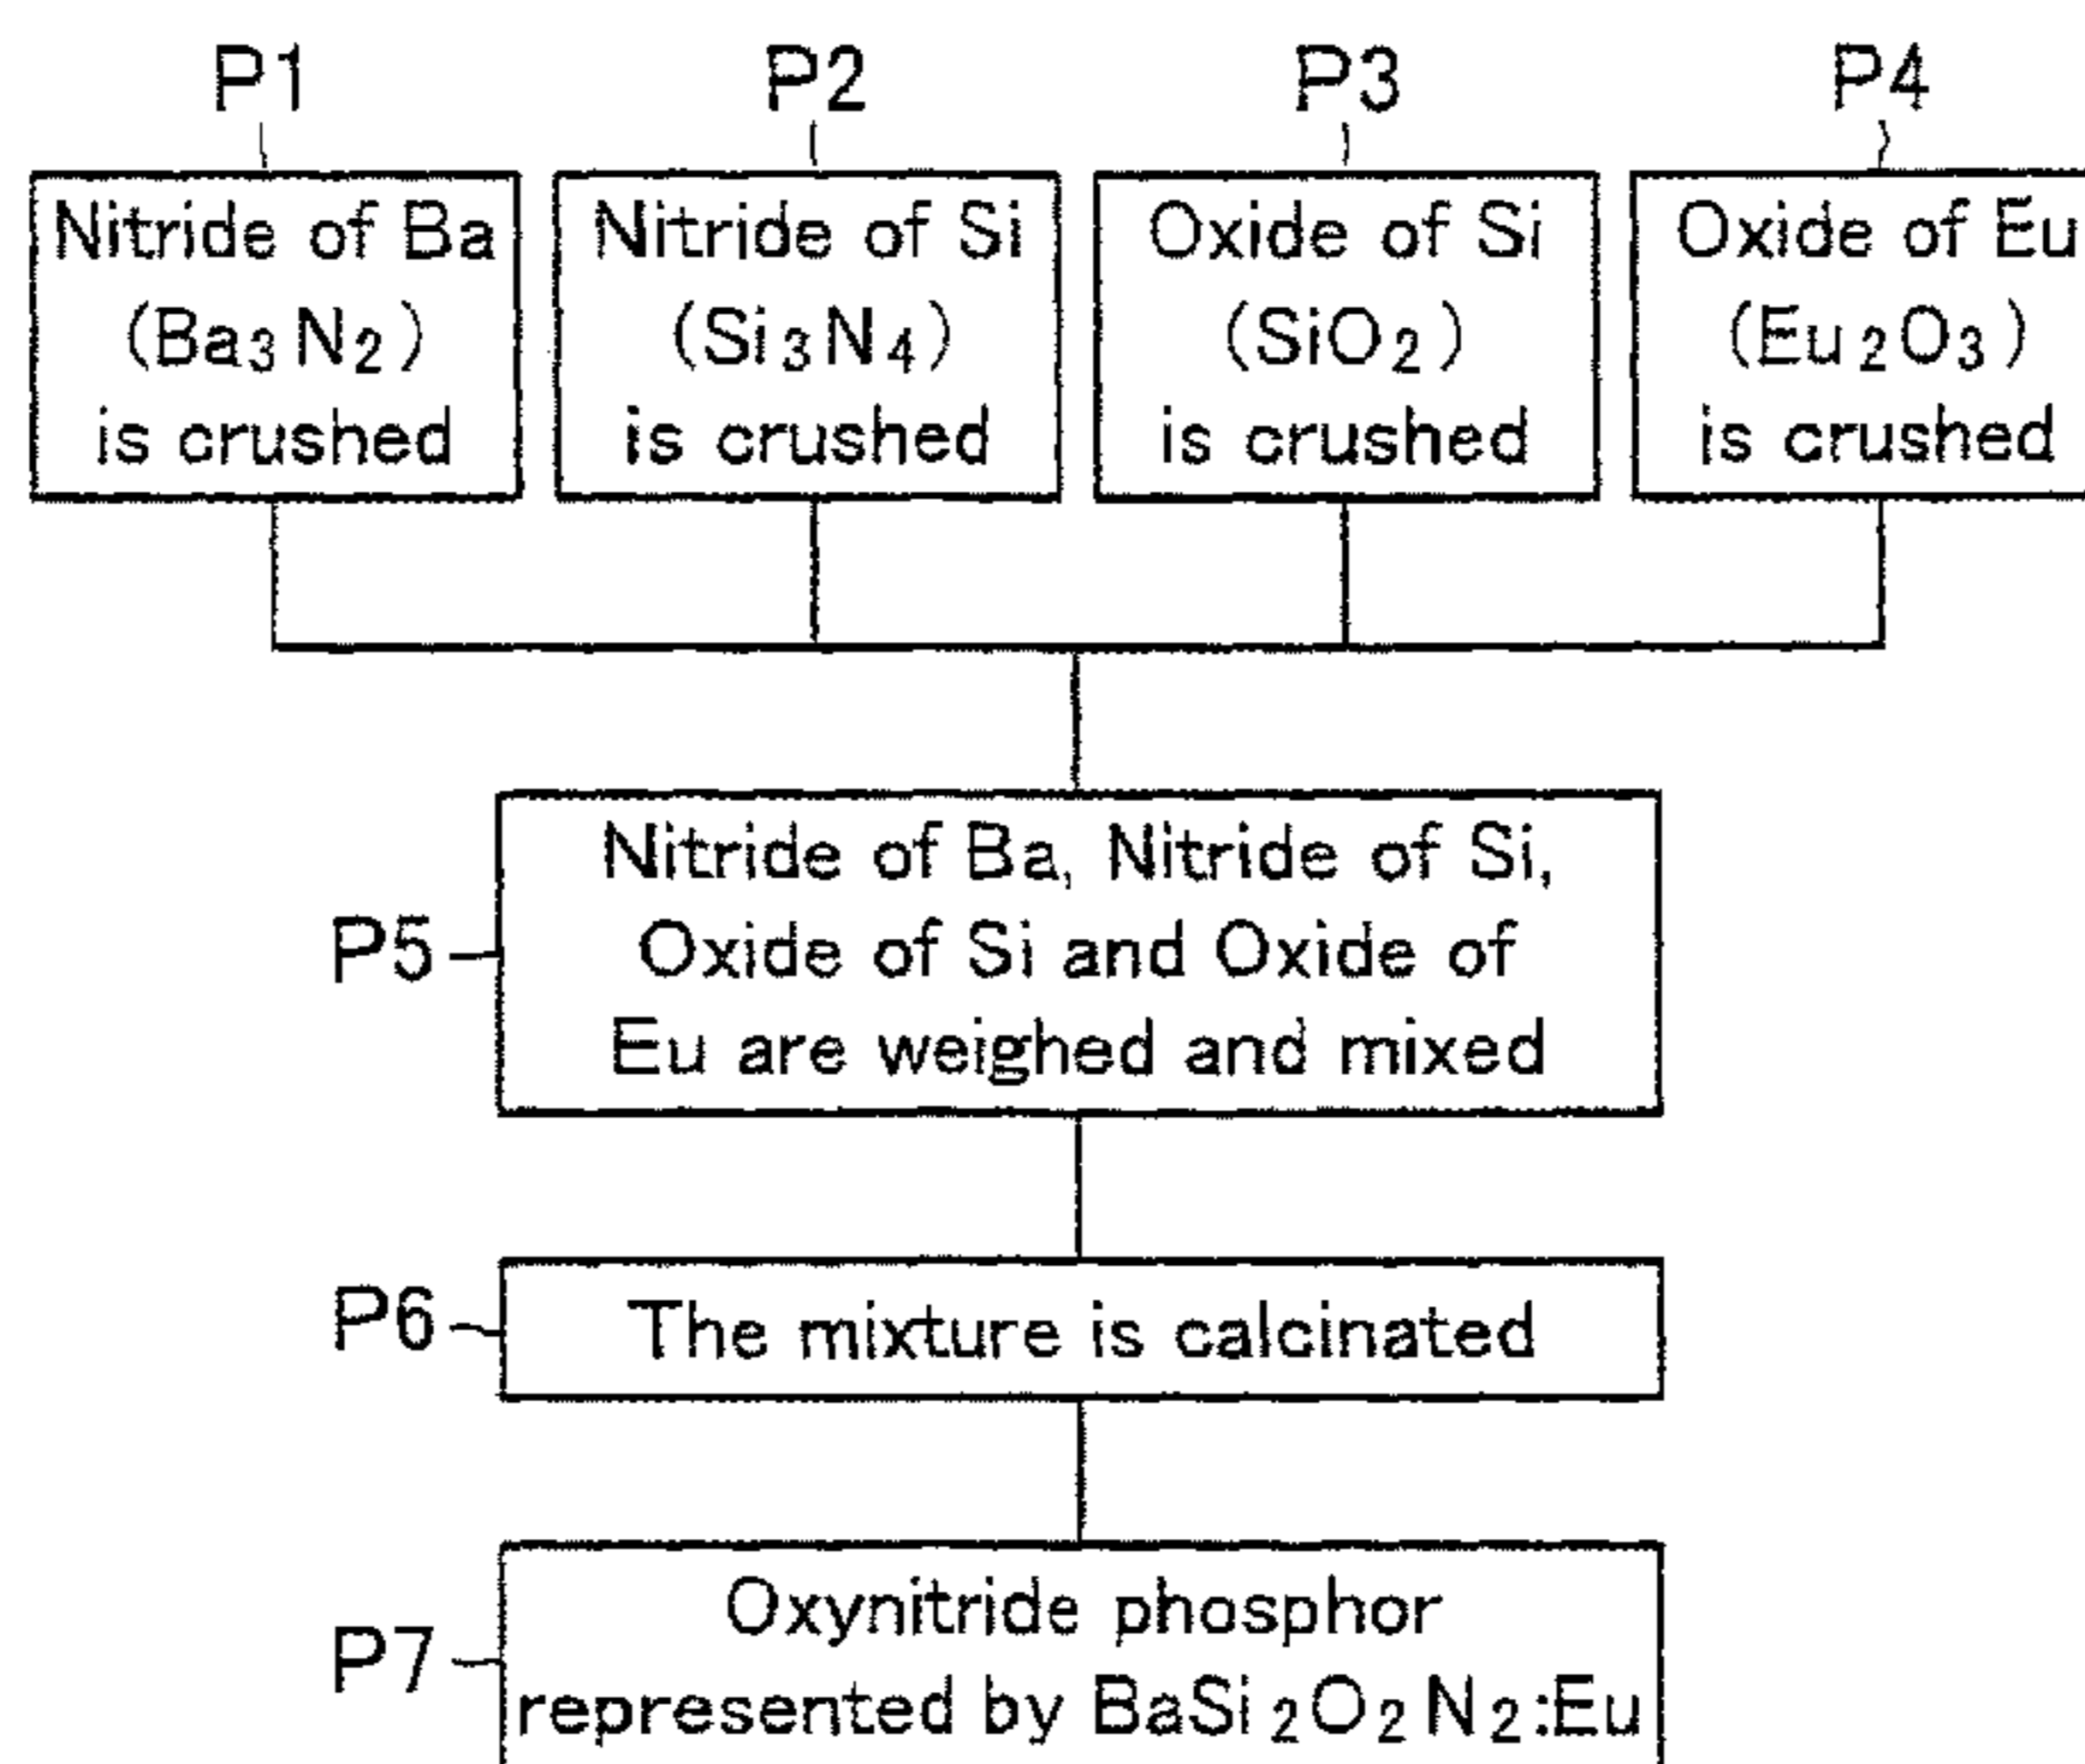 P1
P2
P3
P4
Nitride of Ba
(Ba₃N₂)
is crushed
Nitride of Si
(Si₃N₄)
is crushed
Oxide of Si
(SiO₂)
is crushed
Oxide of Eu
(Eu₂O₃)
is crushed
P5
Nitride of Ba, Nitride of Si,
Oxide of Si and Oxide of
Eu are weighed and mixed
P6
The mixture is calcinated
P7
Oxynitride phosphor
represented by BaSi₂O₂N₂:Eu